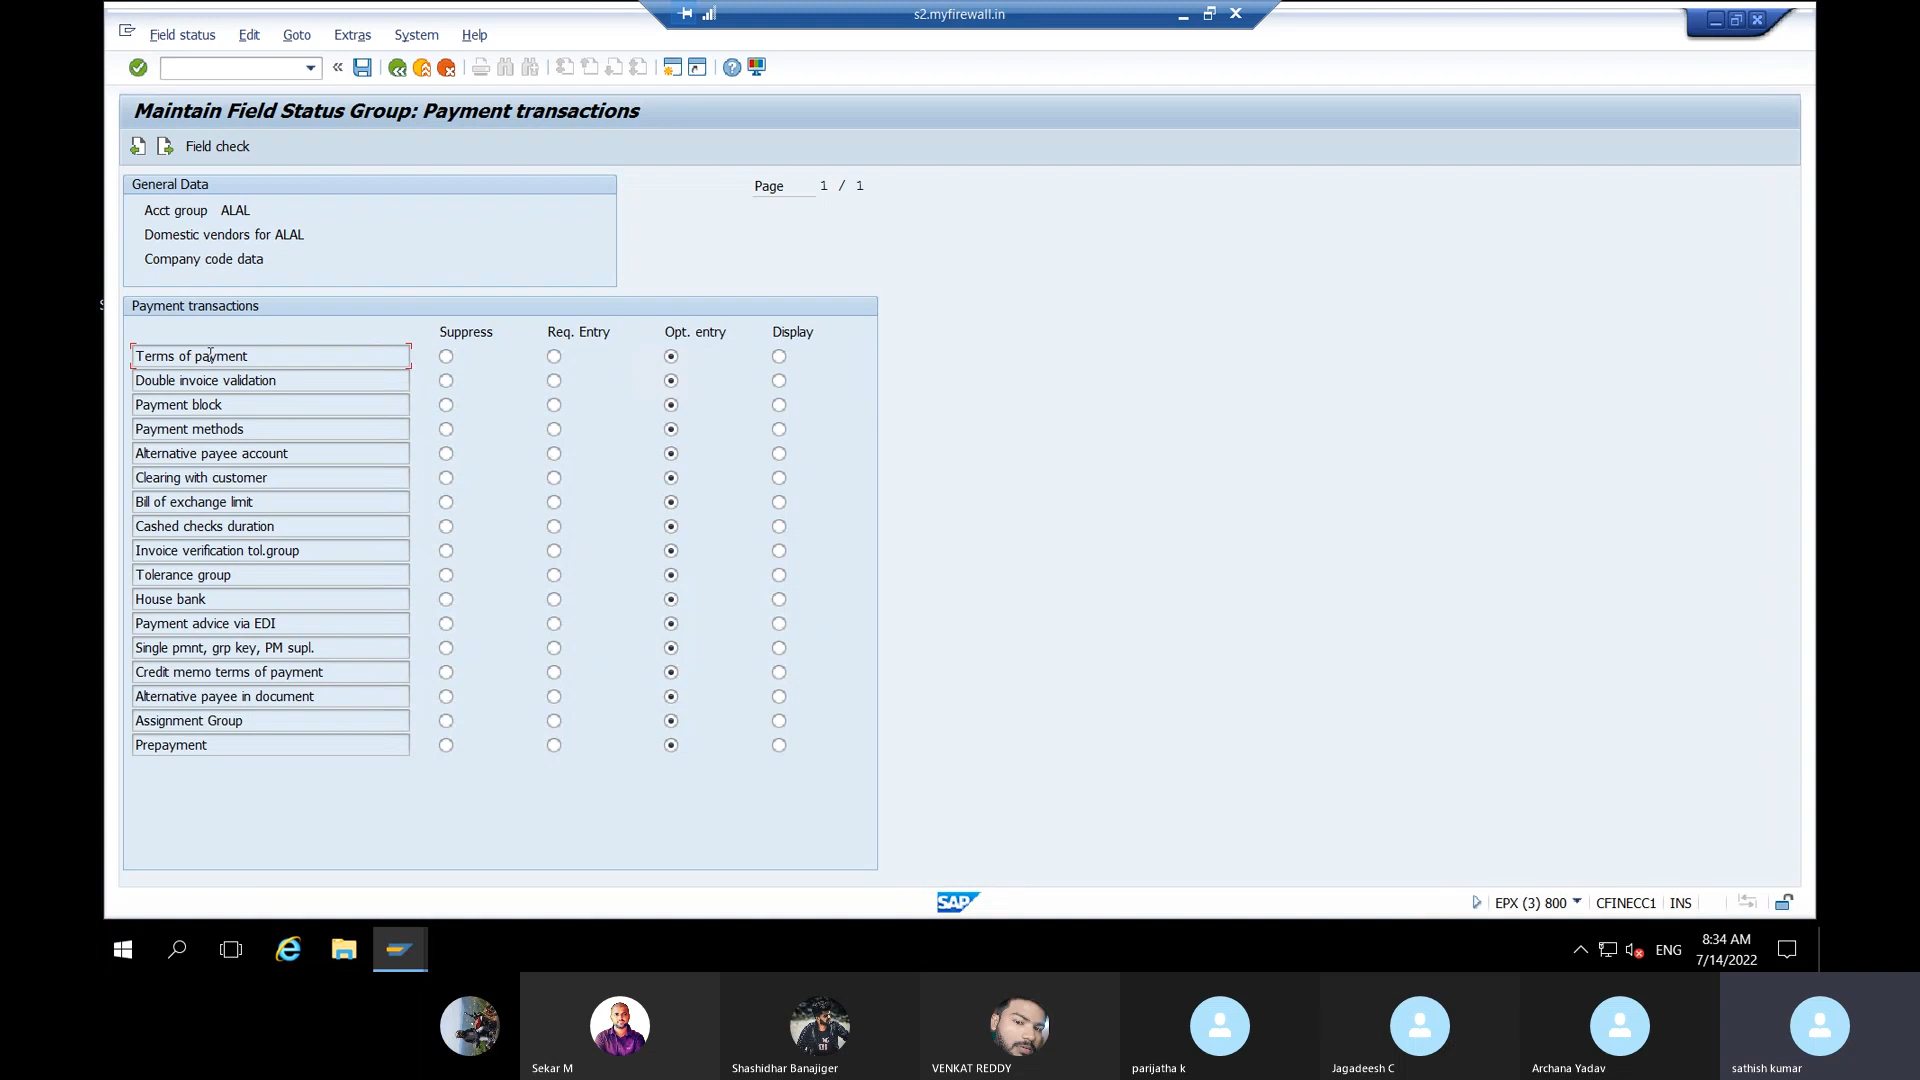 s2.myfirewall.in
Field status Edit Goto Extras System Help
Maintain Field Status Group: Payment transactions
Field check
General Data
Page 1 / 1
Acct group ALAL
Domestic vendors for ALAL
Company code data
Payment transactions
Suppress Req. Entry Opt. entry Display
Terms of payment
Double invoice validation
Payment block
Payment methods
Alternative payee account
Clearing with customer
Bill of exchange limit
Cashed checks duration
Invoice verification tol.group
Tolerance group
House bank
Payment advice via EDI
Single pmnt, grp key, PM supl.
Credit memo terms of payment
Alternative payee in document
Assignment Group
Prepayment
SAP
EPX (3) 800 CFINECC1 INS
ENG
8:34 AM
7/14/2022
Sekar M
Shashidhar Banajiger
VENKAT REDDY
parijatha k
Jagadeesh C
Archana Yadav
sathish kumar